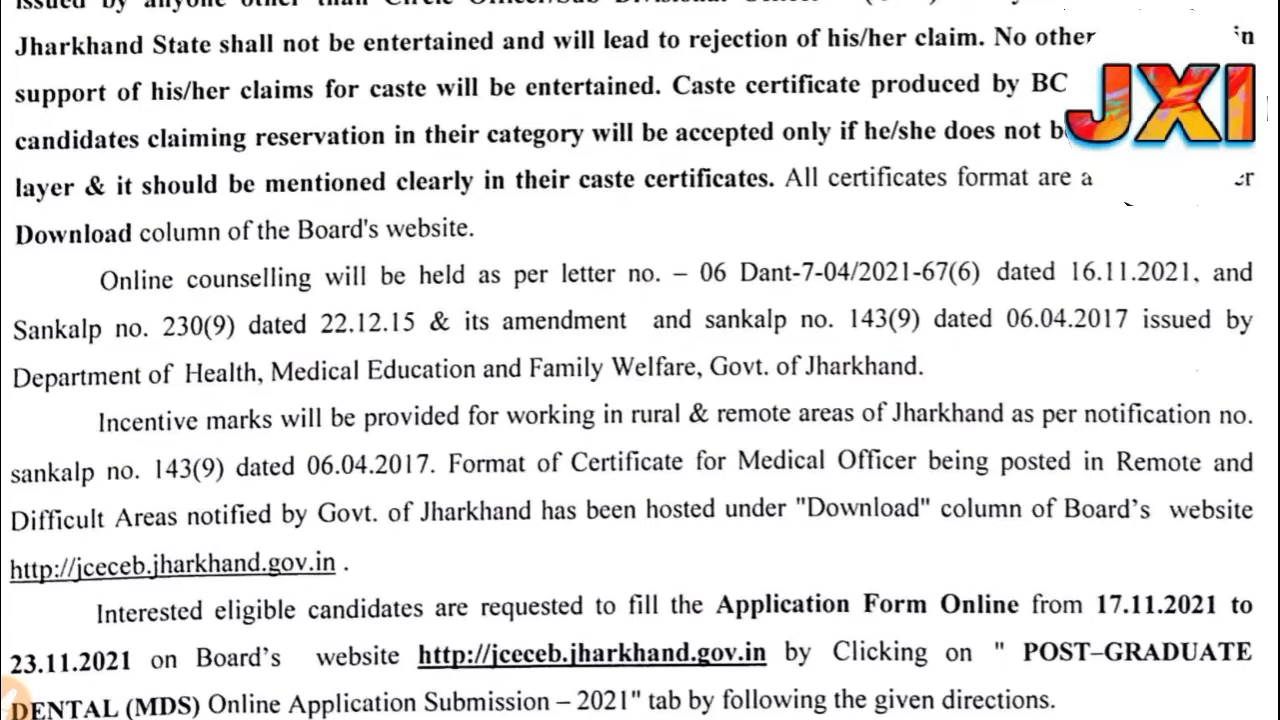 Jharkhand State shall not be entertained and will lead to rejection of his/her claim. No other in
support of his/her claims for caste will be entertained. Caste certificate produced by BC
candidates claiming reservation in their category will be accepted only if he/she does not
layer & it should be mentioned clearly in their caste certificates. All certificates format are
Download column of the Board's website.
Online counselling will be held as per letter no. – 06 Dant-7-04/2021-67(6) dated 16.11.2021, and
Sankalp no. 230(9) dated 22.12.15 & its amendment and sankalp no. 143(9) dated 06.04.2017 issued by
Department of Health, Medical Education and Family Welfare, Govt. of Jharkhand.
Incentive marks will be provided for working in rural & remote areas of Jharkhand as per notification no.
sankalp no. 143(9) dated 06.04.2017. Format of Certificate for Medical Officer being posted in Remote and
Difficult Areas notified by Govt. of Jharkhand has been hosted under "Download" column of Board's website
http://jceceb.jharkhand.gov.in .
Interested eligible candidates are requested to fill the Application Form Online from 17.11.2021 to
23.11.2021 on Board's website http://jceceb.jharkhand.gov.in by Clicking on " POST–GRADUATE
DENTAL (MDS) Online Application Submission – 2021" tab by following the given directions.
JXI